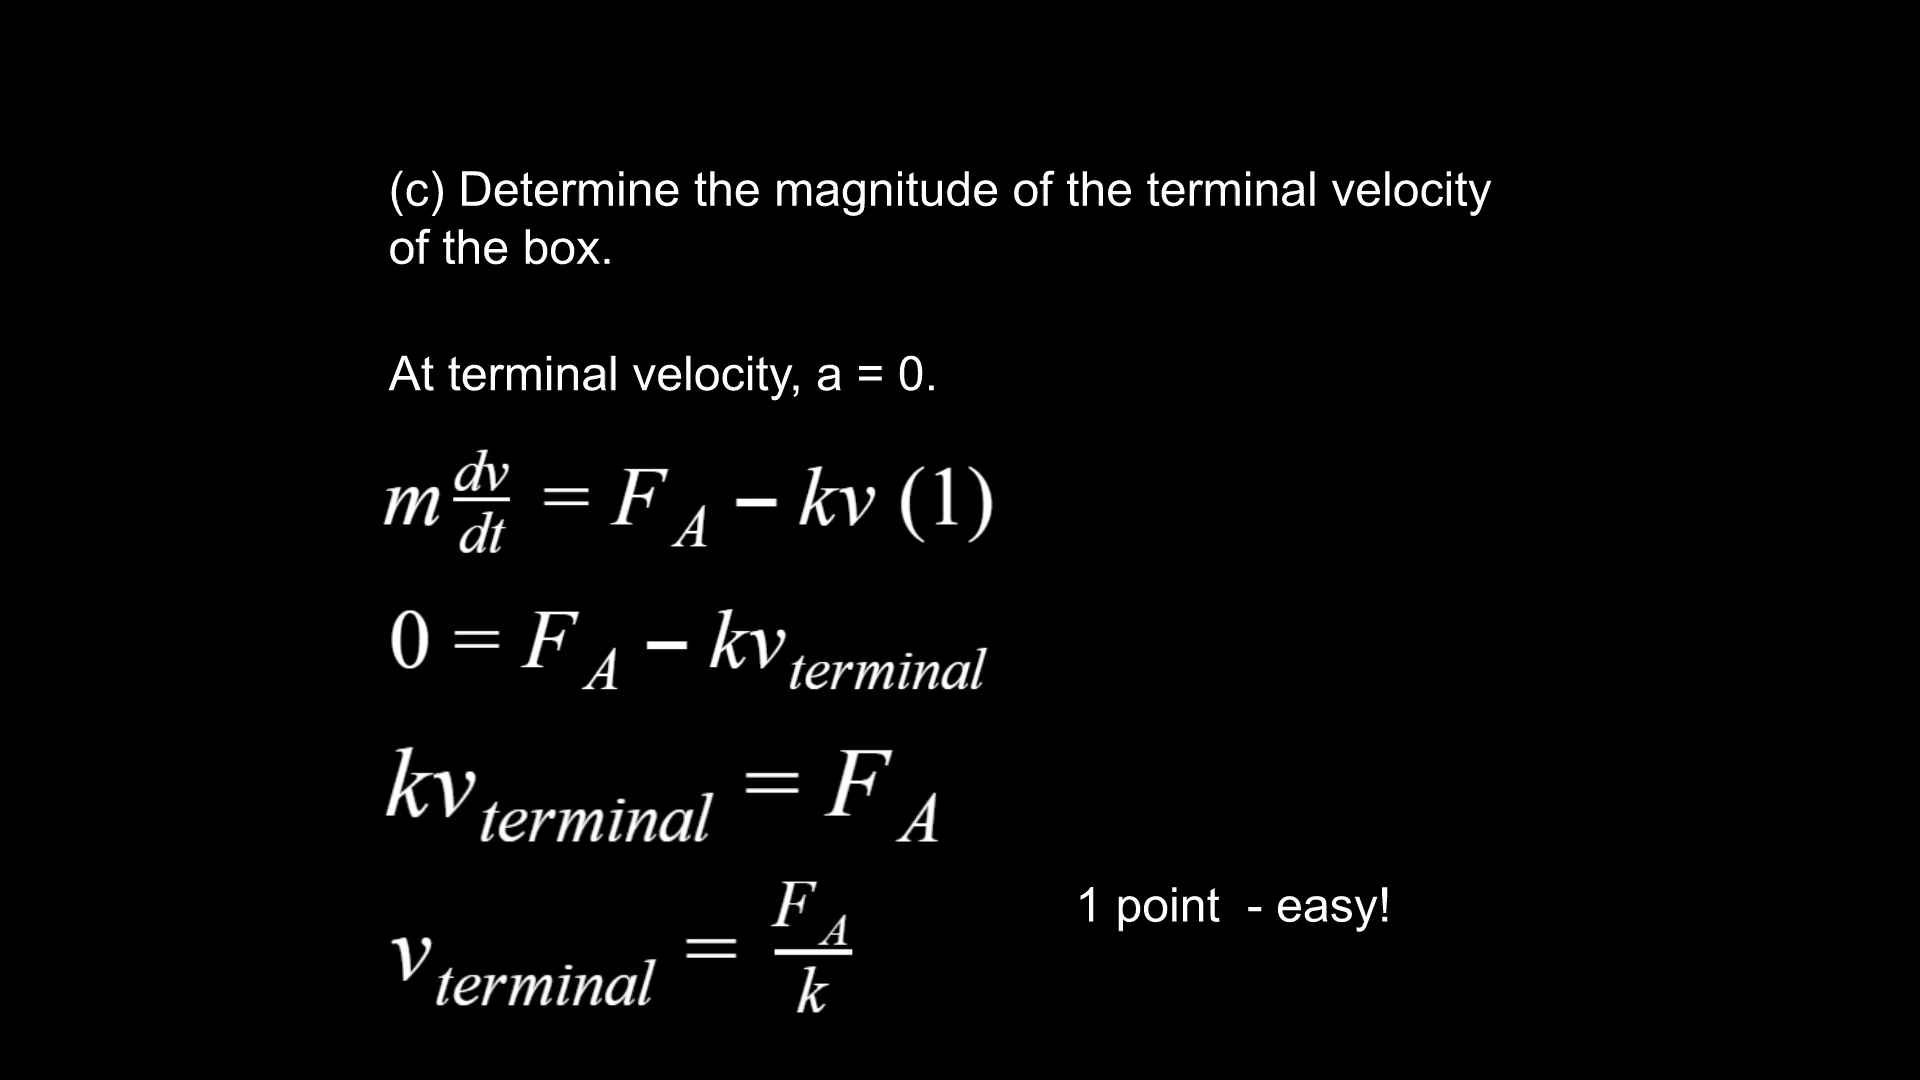 (c) Determine the magnitude of the terminal velocity
of the box.
At terminal velocity, a = 0.
m dv/dt = F_A − kv (1)
0 = F_A − kv_terminal
kv_terminal = F_A
v_terminal = F_A/k
1 point - easy!